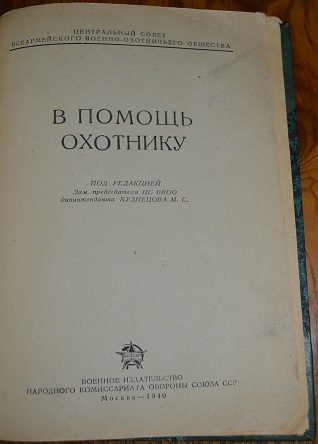 ЦЕНТРАЛЬНЫЙ СОВЕТ
ВСЕАРМЕЙСКОГО ВОЕННО-ОХОТНИЧЬЕГО ОБЩЕСТВА
В ПОМОЩЬ
ОХОТНИКУ
ПОД РЕДАКЦИЕЙ
Зам. председателя ЦС ВВОО
дивинтенданта КУЗНЕЦОВА М. С.
ВОЕННОЕ ИЗДАТЕЛЬСТВО
НАРОДНОГО КОМИССАРИАТА ОБОРОНЫ СОЮЗА ССР
Москва — 1940